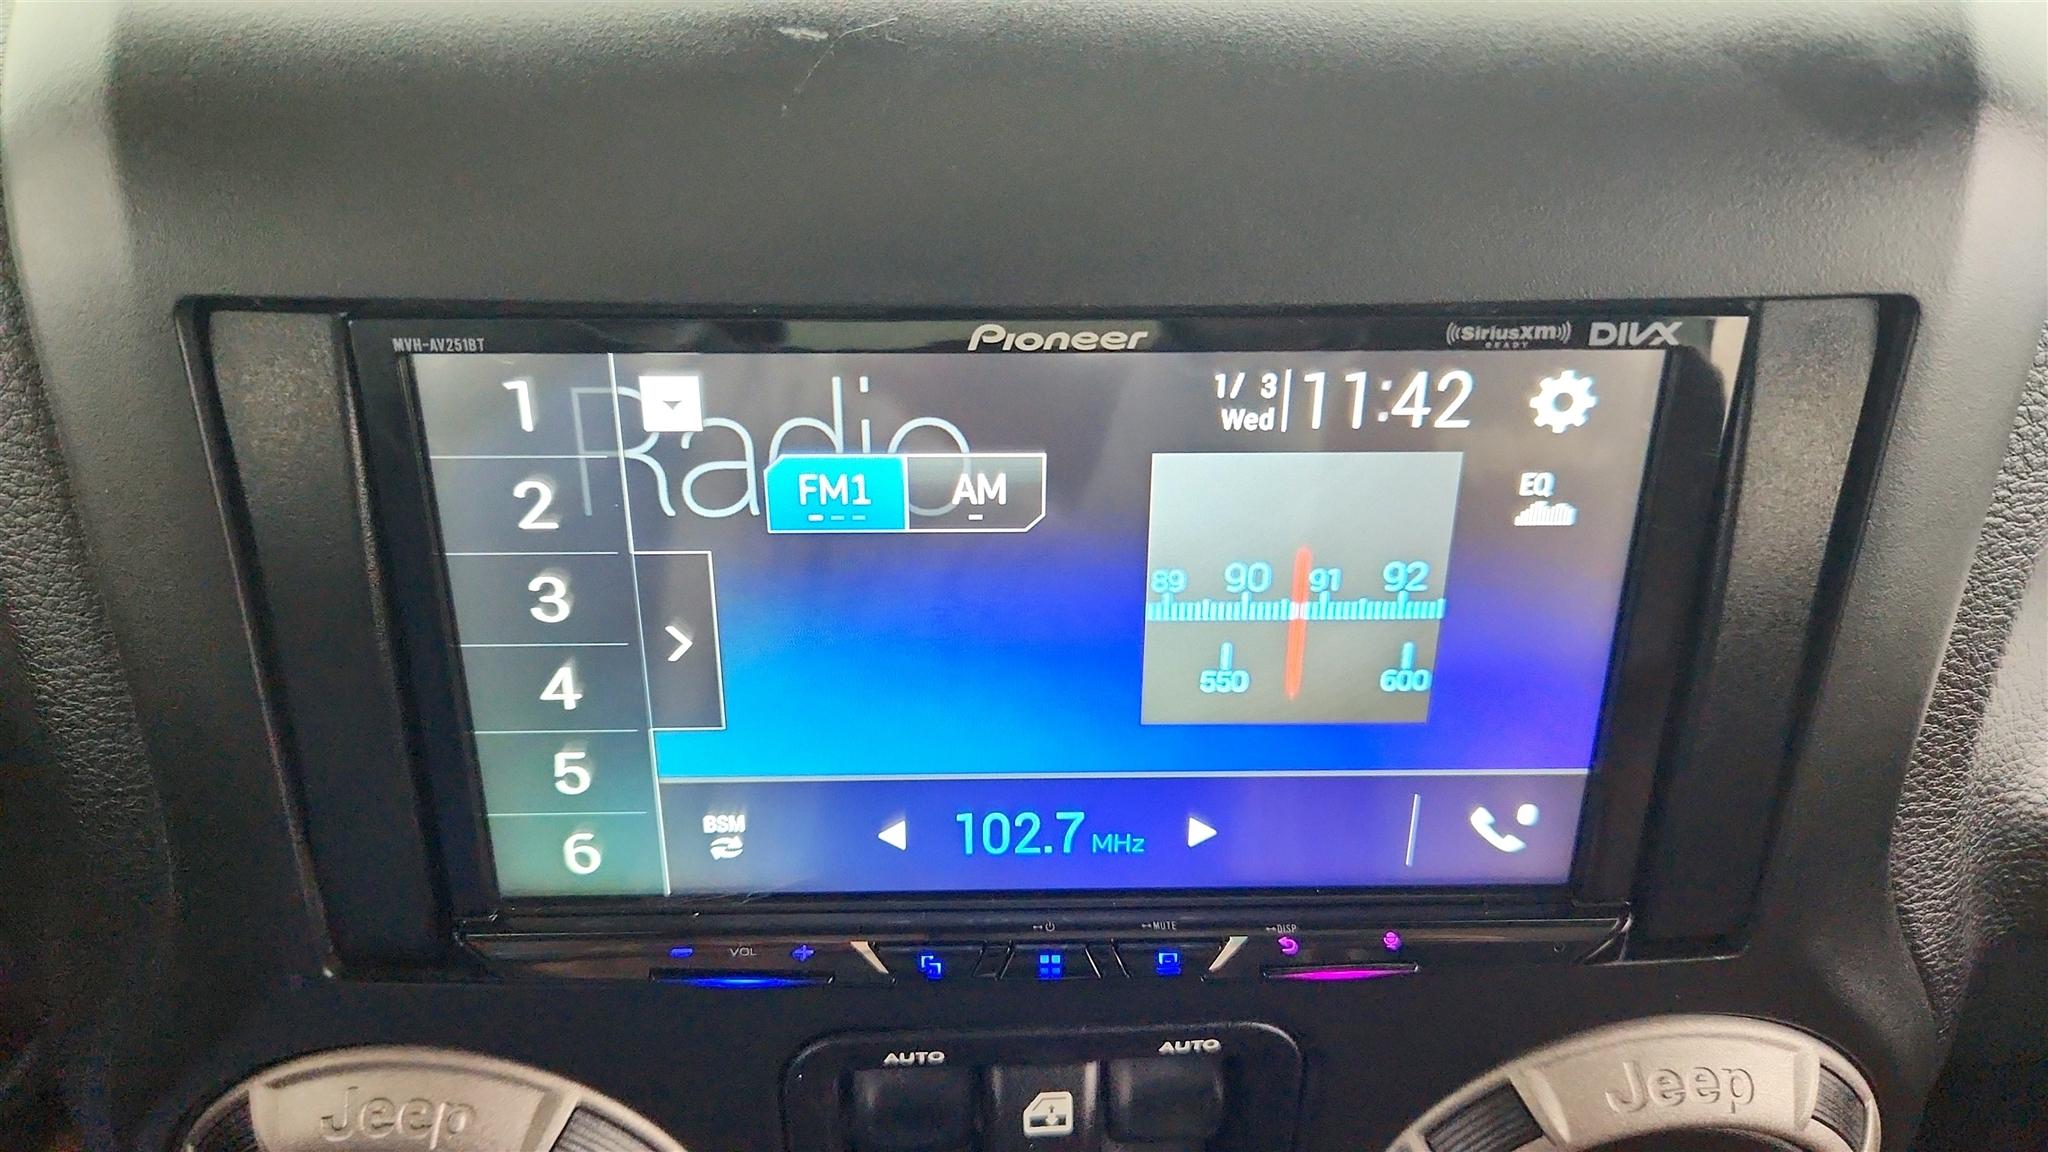 MVH-AV251BT
Pioneer
((SiriusXM))
READY
DIVX
1
2
3
4
5
6
Radio
1/ 3
Wed
11:42
FM1
AM
EQ
89 90 91 92
550 600
BSM
102.7 MHz
VOL
MUTE
DISP
AUTO
AUTO
Jeep
Jeep